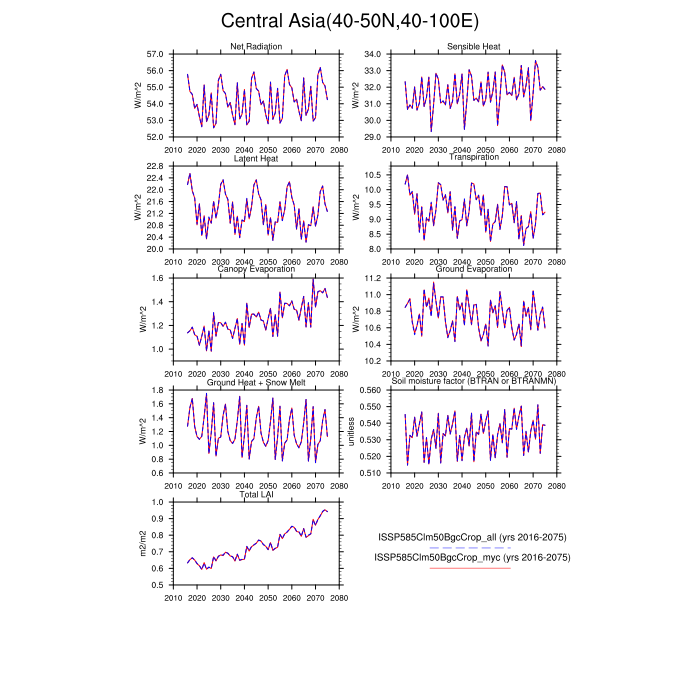 Central Asia(40-50N,40-100E)
Net Radiation
Sensible Heat
57.0
56.0
55.0
54.0
53.0
52.0
W/m^2
2010 2020 2030 2040 2050 2060 2070 2080
34.0
33.0
32.0
31.0
30.0
29.0
W/m^2
2010 2020 2030 2040 2050 2060 2070 2080
Latent Heat
Transpiration
22.8
22.4
22.0
21.6
21.2
20.8
20.4
20.0
W/m^2
2010 2020 2030 2040 2050 2060 2070 2080
10.5
10.0
9.5
9.0
8.5
8.0
W/m^2
2010 2020 2030 2040 2050 2060 2070 2080
Canopy Evaporation
Ground Evaporation
1.6
1.4
1.2
1.0
W/m^2
2010 2020 2030 2040 2050 2060 2070 2080
11.2
11.0
10.8
10.6
10.4
10.2
W/m^2
2010 2020 2030 2040 2050 2060 2070 2080
Ground Heat + Snow Melt
Soil moisture factor (BTRAN or BTRANMN)
1.8
1.6
1.4
1.2
1.0
0.8
0.6
W/m^2
2010 2020 2030 2040 2050 2060 2070 2080
0.560
0.550
0.540
0.530
0.520
0.510
unitless
2010 2020 2030 2040 2050 2060 2070 2080
Total LAI
1.0
0.9
0.8
0.7
0.6
0.5
m2/m2
2010 2020 2030 2040 2050 2060 2070 2080
ISSP585Clm50BgcCrop_all (yrs 2016-2075)
ISSP585Clm50BgcCrop_myc (yrs 2016-2075)